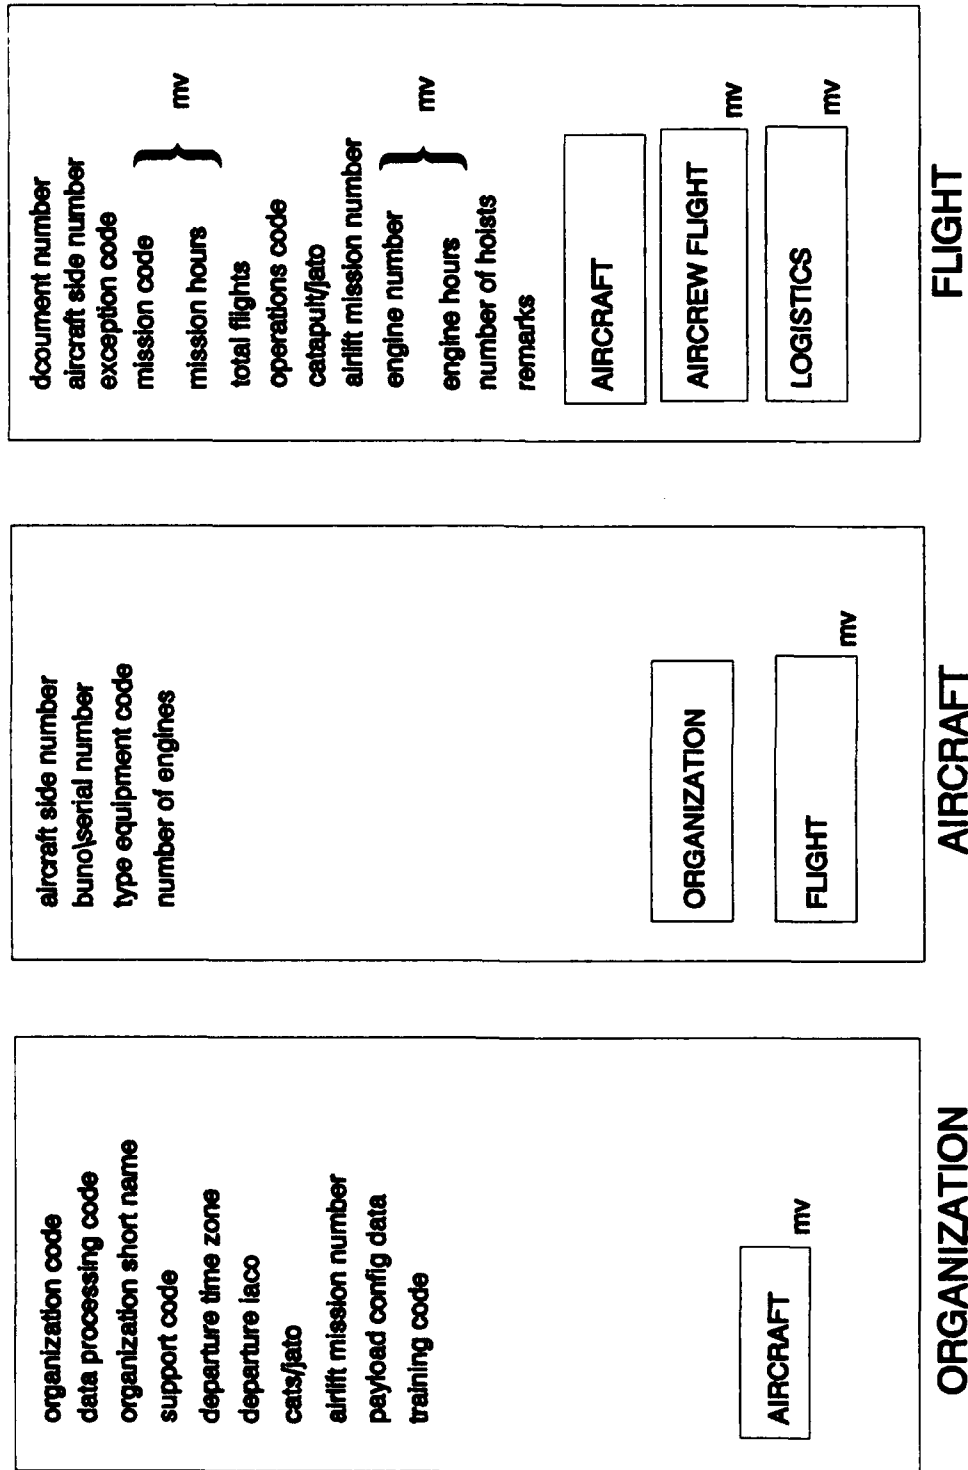 organization code
data processing code
organization short name
support code
departure time zone
departure iaco
cats/jato
airlift mission number
payload config data
training code
AIRCRAFT
mv
ORGANIZATION
aircraft side number
buno\serial number
type equipment code
number of engines
ORGANIZATION
FLIGHT
mv
AIRCRAFT
dcoument number
aircraft side number
exception code
mission code
} mv
mission hours
total flights
operations code
catapult/jato
airlift mission number
engine number
} mv
engine hours
number of hoists
remarks
AIRCRAFT
AIRCREW FLIGHT
mv
LOGISTICS
mv
FLIGHT